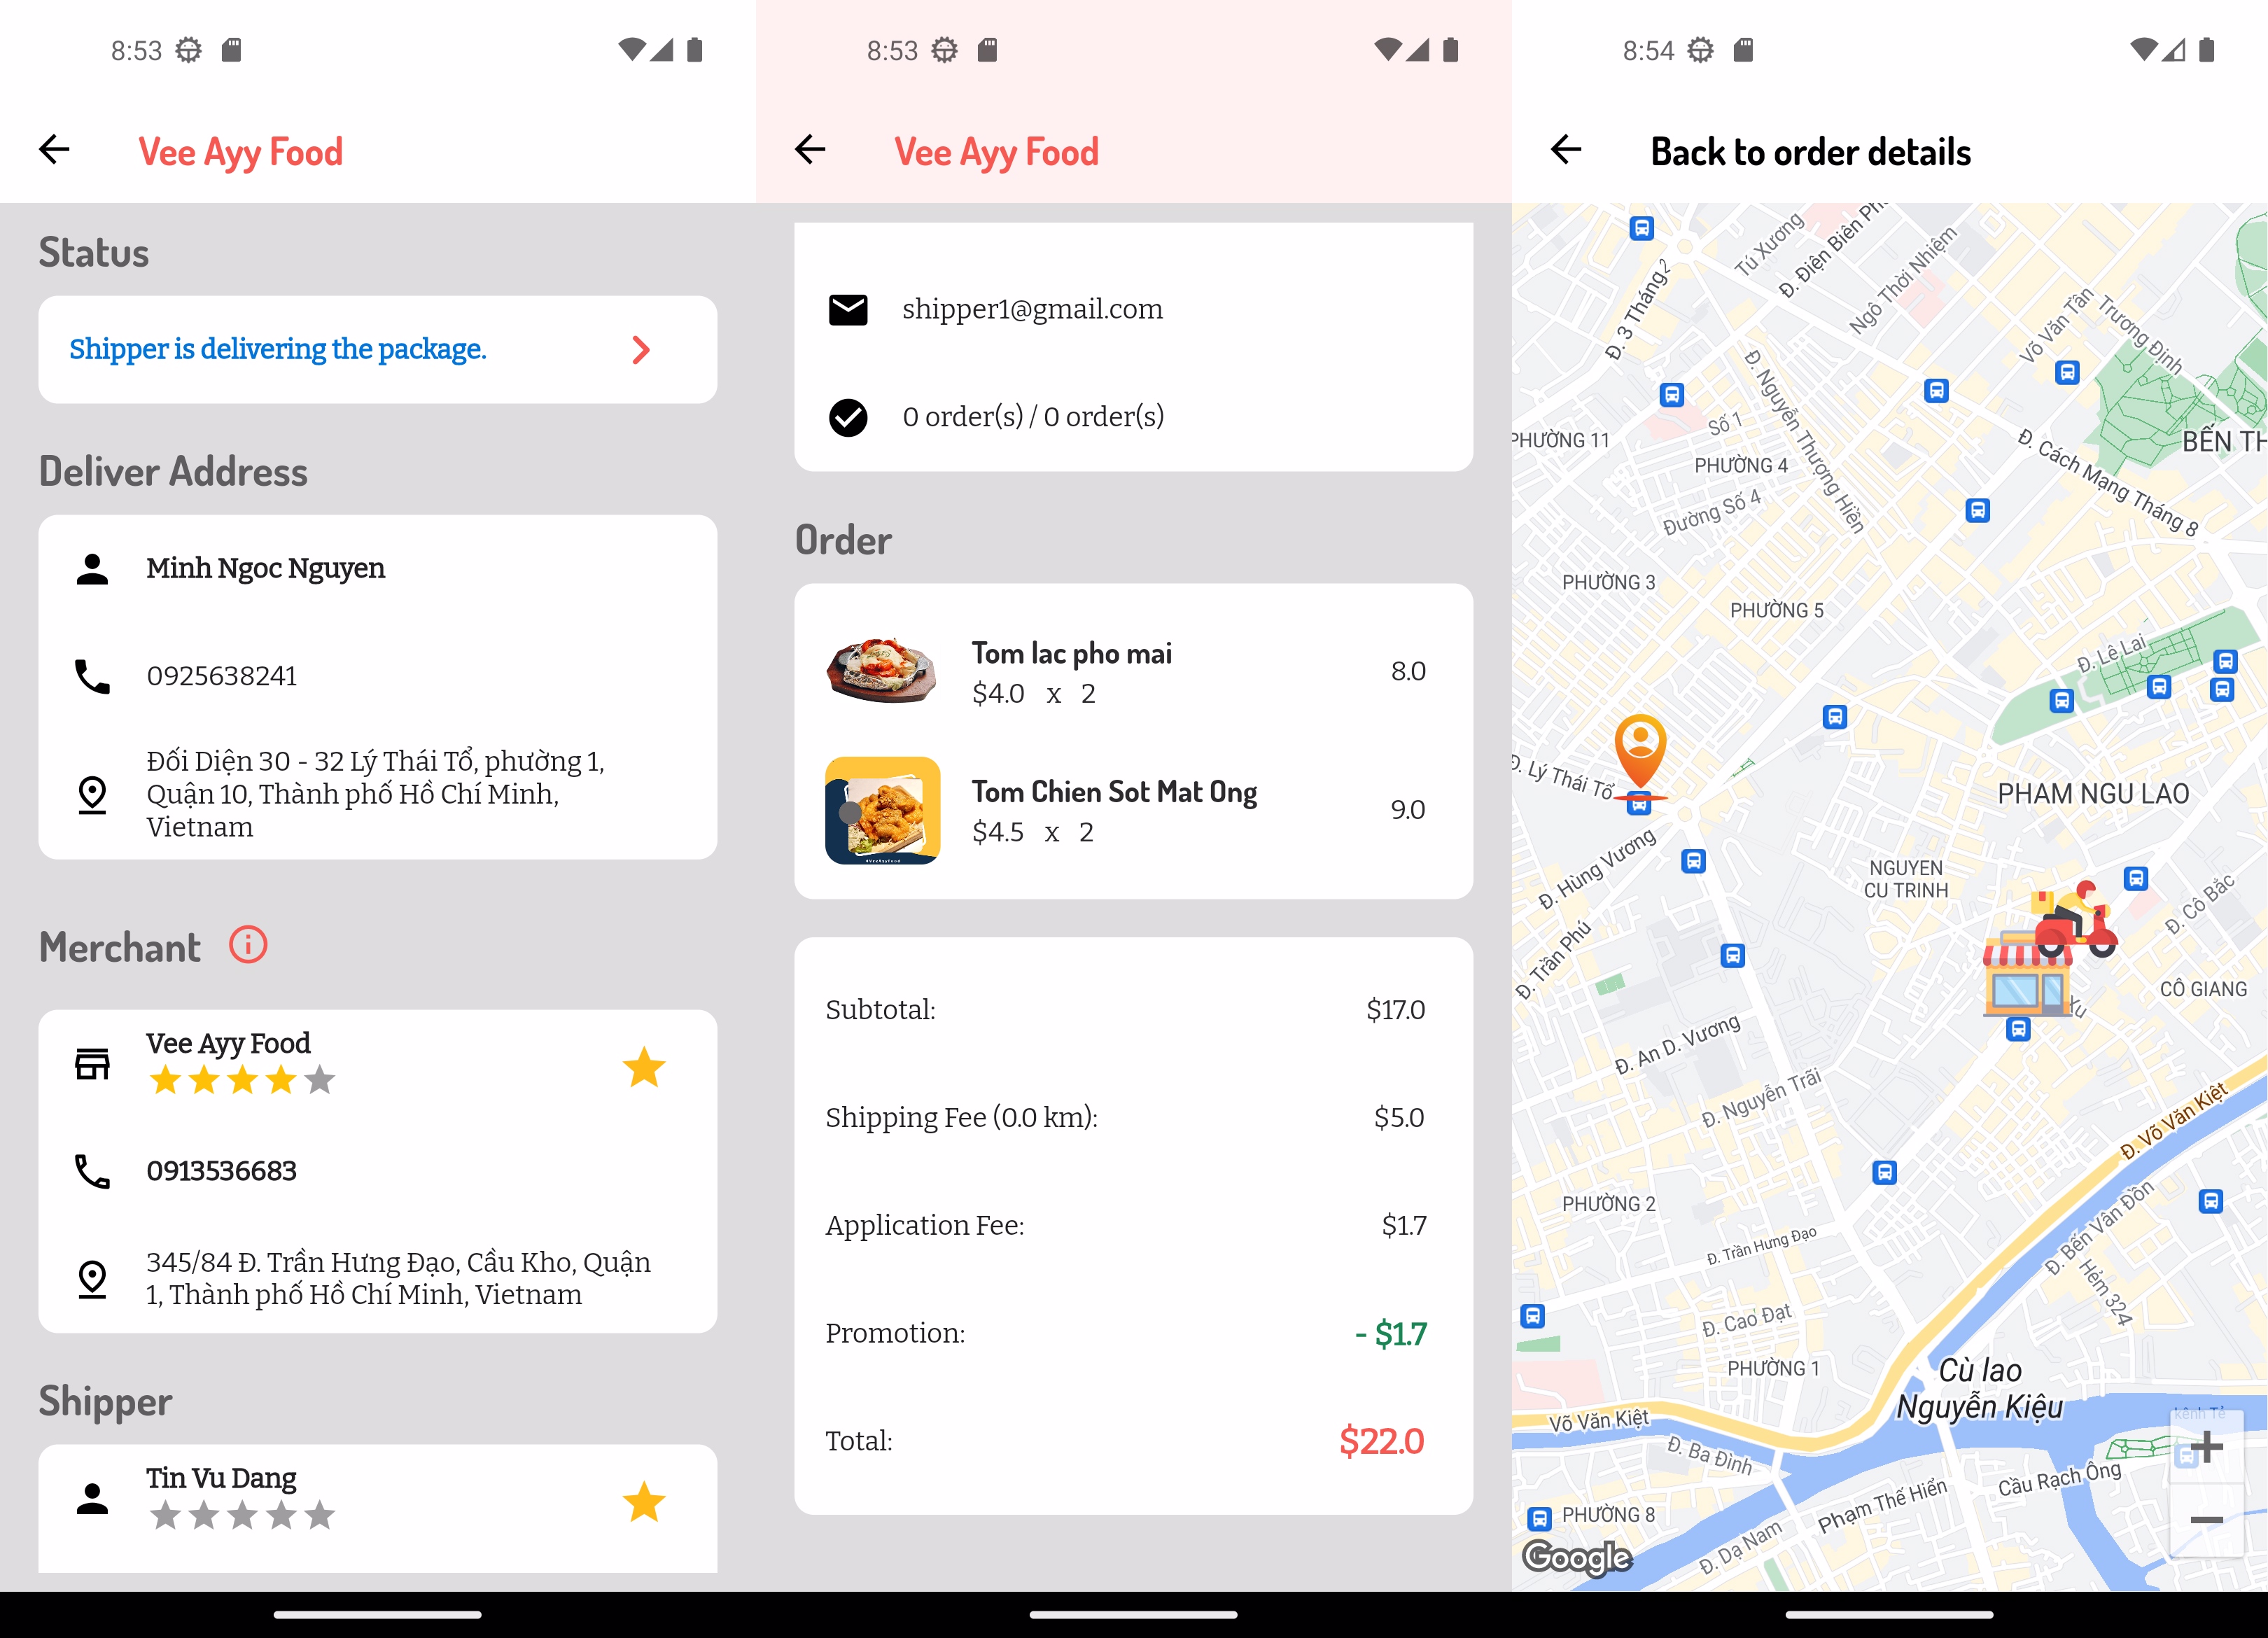 8:53
Vee Ayy Food
Status
Shipper is delivering the package.
Deliver Address
Minh Ngoc Nguyen
0925638241
Đối Diện 30 - 32 Lý Thái Tổ, phường 1,
Quận 10, Thành phố Hồ Chí Minh,
Vietnam
Merchant
Vee Ayy Food
0913536683
345/84 Đ. Trần Hưng Đạo, Cầu Kho, Quận
1, Thành phố Hồ Chí Minh, Vietnam
Shipper
Tin Vu Dang
8:53
Vee Ayy Food
shipper1@gmail.com
0 order(s) / 0 order(s)
Order
Tom lac pho mai
$4.0 x 2
8.0
Tom Chien Sot Mat Ong
$4.5 x 2
9.0
#VeeAyyFood
Subtotal:
$17.0
Shipping Fee (0.0 km):
$5.0
Application Fee:
$1.7
Promotion:
- $1.7
Total:
$22.0
8:54
Back to order details
Tú Xương
Đ. Điện Biên Ph
Ngô Thời Nhiệm
Đ. 3 Tháng 2
Võ Văn Tần
Trương Định
Đ. Nguyễn Thượng Hiền
Số 1
PHƯỜNG 11
PHƯỜNG 4
BẾN TH
Đ. Cách Mạng Tháng 8
Đường Số 4
PHƯỜNG 3
PHƯỜNG 5
Đ. Lê Lai
Đ. Lý Thái Tổ
PHAM NGU LAO
Đ. Hùng Vương
NGUYEN
CU TRINH
Đ. Cô Bắc
Đ. Trần Phú
CÔ GIANG
Xu
Đ. An D. Vương
Đ. Nguyễn Trãi
Đ. Võ Văn Kiệt
PHƯỜNG 2
Đ. Bến Vân Đồn
Đ. Trần Hưng Đạo
Hẻm 324
Đ. Cao Đạt
PHƯỜNG 1
Cù lao
Nguyễn Kiệu
kênh Tẻ
Võ Văn Kiệt
Đ. Ba Đình
Cầu Rạch Ông
Phạm Thế Hiển
PHƯỜNG 8
Đ. Dạ Nam
Google